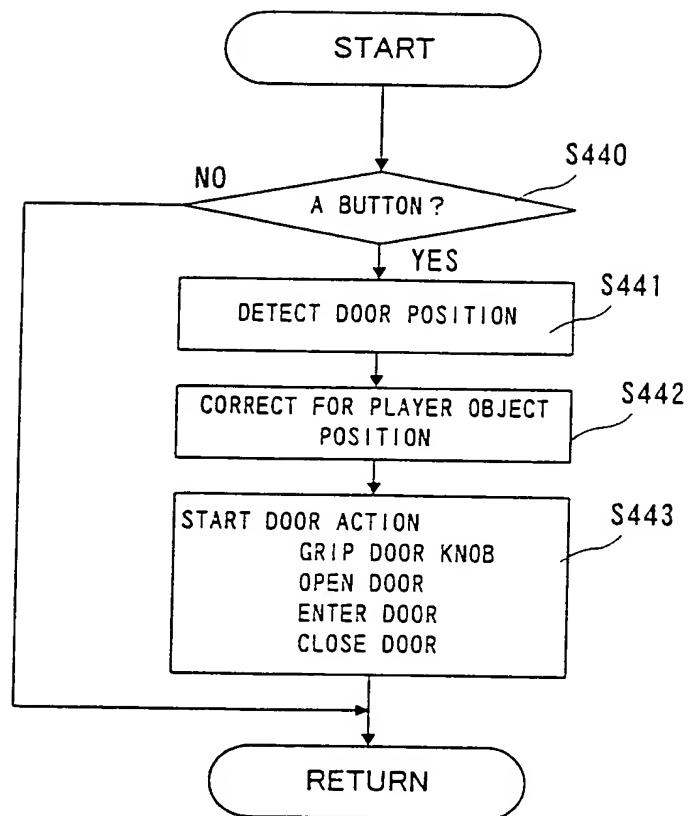 START
S440
NO
A BUTTON?
YES
S441
DETECT DOOR POSITION
S442
CORRECT FOR PLAYER OBJECT
POSITION
S443
START DOOR ACTION
GRIP DOOR KNOB
OPEN DOOR
ENTER DOOR
CLOSE DOOR
RETURN